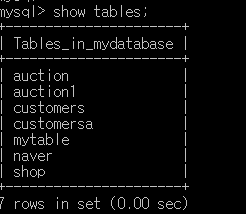 mysql> show tables;
+----------------------+
| Tables_in_mydatabase |
+----------------------+
| auction              |
| auction1             |
| customers            |
| customersa           |
| mytable              |
| naver                |
| shop                 |
+----------------------+
7 rows in set (0.00 sec)